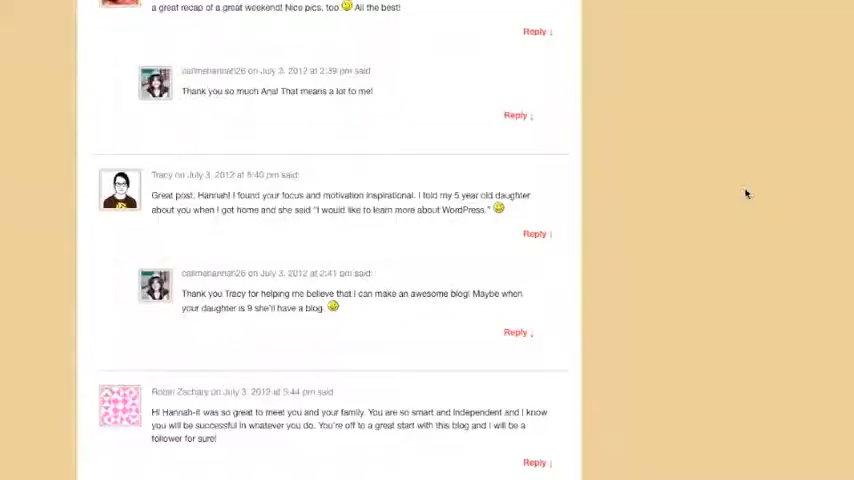 a great recap of a great weekend! Nice pics, too All the best!
Reply ↓
callmehannah26 on July 3, 2012 at 2:39 pm said:
Thank you so much Ana! That means a lot to me!
Reply ↓
Tracy on July 3, 2012 at 5:40 pm said:
Great post, Hannah! I found your focus and motivation inspirational. I told my 5 year old daughter
about you when I got home and she said "I would like to learn more about WordPress."
Reply ↓
callmehannah26 on July 3, 2012 at 2:41 pm said:
Thank you Tracy for helping me believe that I can make an awesome blog! Maybe when
your daughter is 9 she'll have a blog.
Reply ↓
Zachary on July 3, 2012 at 5:44 pm said:
Hi Hannah-it was so great to meet you and your family. You are so smart and independent and I know
you will be successful in whatever you do. You're off to a great start with this blog and I will be a
follower for sure!
Reply ↓